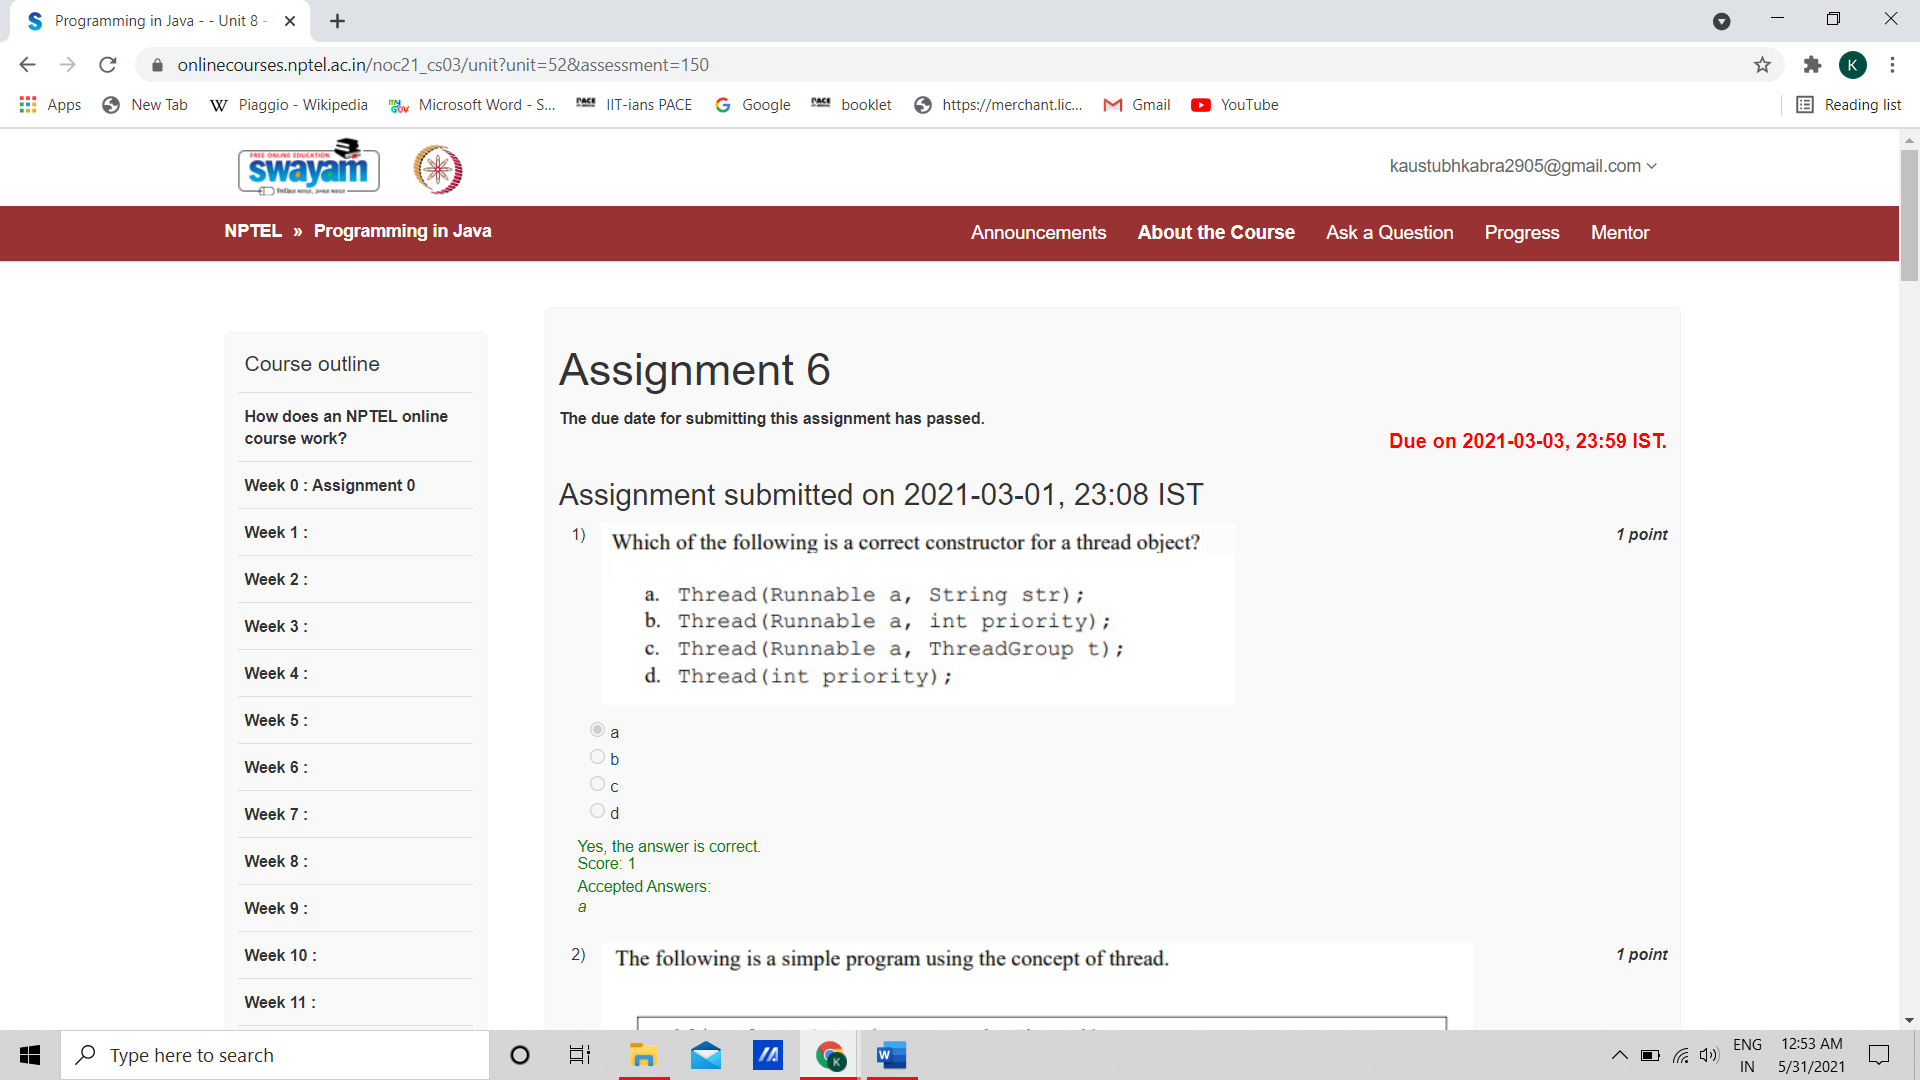 Programming in Java - - Unit 8 -
onlinecourses.nptel.ac.in/noc21_cs03/unit?unit=52&assessment=150
K
Apps
New Tab
W Piaggio - Wikipedia
Microsoft Word - S...
PACE IIT-ians PACE
Google
PACE booklet
https://merchant.lic...
Gmail
YouTube
Reading list
FREE ONLINE EDUCATION
swayam
kaustubhkabra2905@gmail.com
NPTEL » Programming in Java
Announcements About the Course Ask a Question Progress Mentor
Course outline
How does an NPTEL online
course work?
Week 0 : Assignment 0
Week 1 :
Week 2 :
Week 3 :
Week 4 :
Week 5 :
Week 6 :
Week 7 :
Week 8 :
Week 9 :
Week 10 :
Week 11 :
Assignment 6
The due date for submitting this assignment has passed.
Due on 2021-03-03, 23:59 IST.
Assignment submitted on 2021-03-01, 23:08 IST
1) Which of the following is a correct constructor for a thread object? 1 point
a. Thread(Runnable a, String str);
b. Thread(Runnable a, int priority);
c. Thread(Runnable a, ThreadGroup t);
d. Thread(int priority);
a
b
c
d
Yes, the answer is correct.
Score: 1
Accepted Answers:
a
2) The following is a simple program using the concept of thread. 1 point
Type here to search
ENG
IN
12:53 AM
5/31/2021